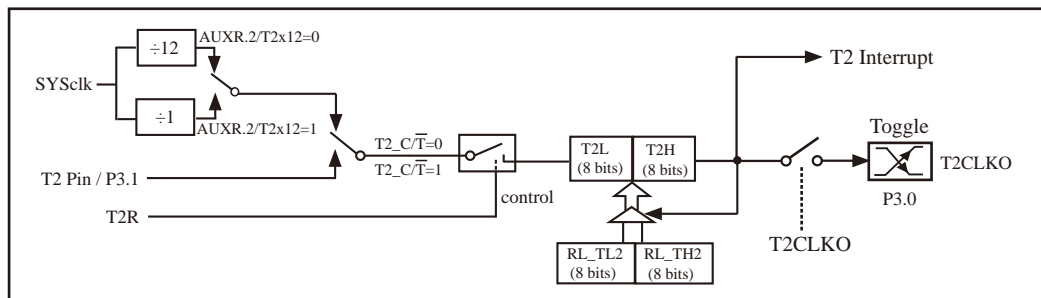 ÷12
AUXR.2/T2x12=0
SYSclk
÷1
AUXR.2/T2x12=1
T2 Pin / P3.1
T2R
T2_C/T̅=0
T2_C/T̅=1
control
T2L
(8 bits)
T2H
(8 bits)
RL_TL2
(8 bits)
RL_TH2
(8 bits)
T2 Interrupt
Toggle
T2CLKO
P3.0
T2CLKO